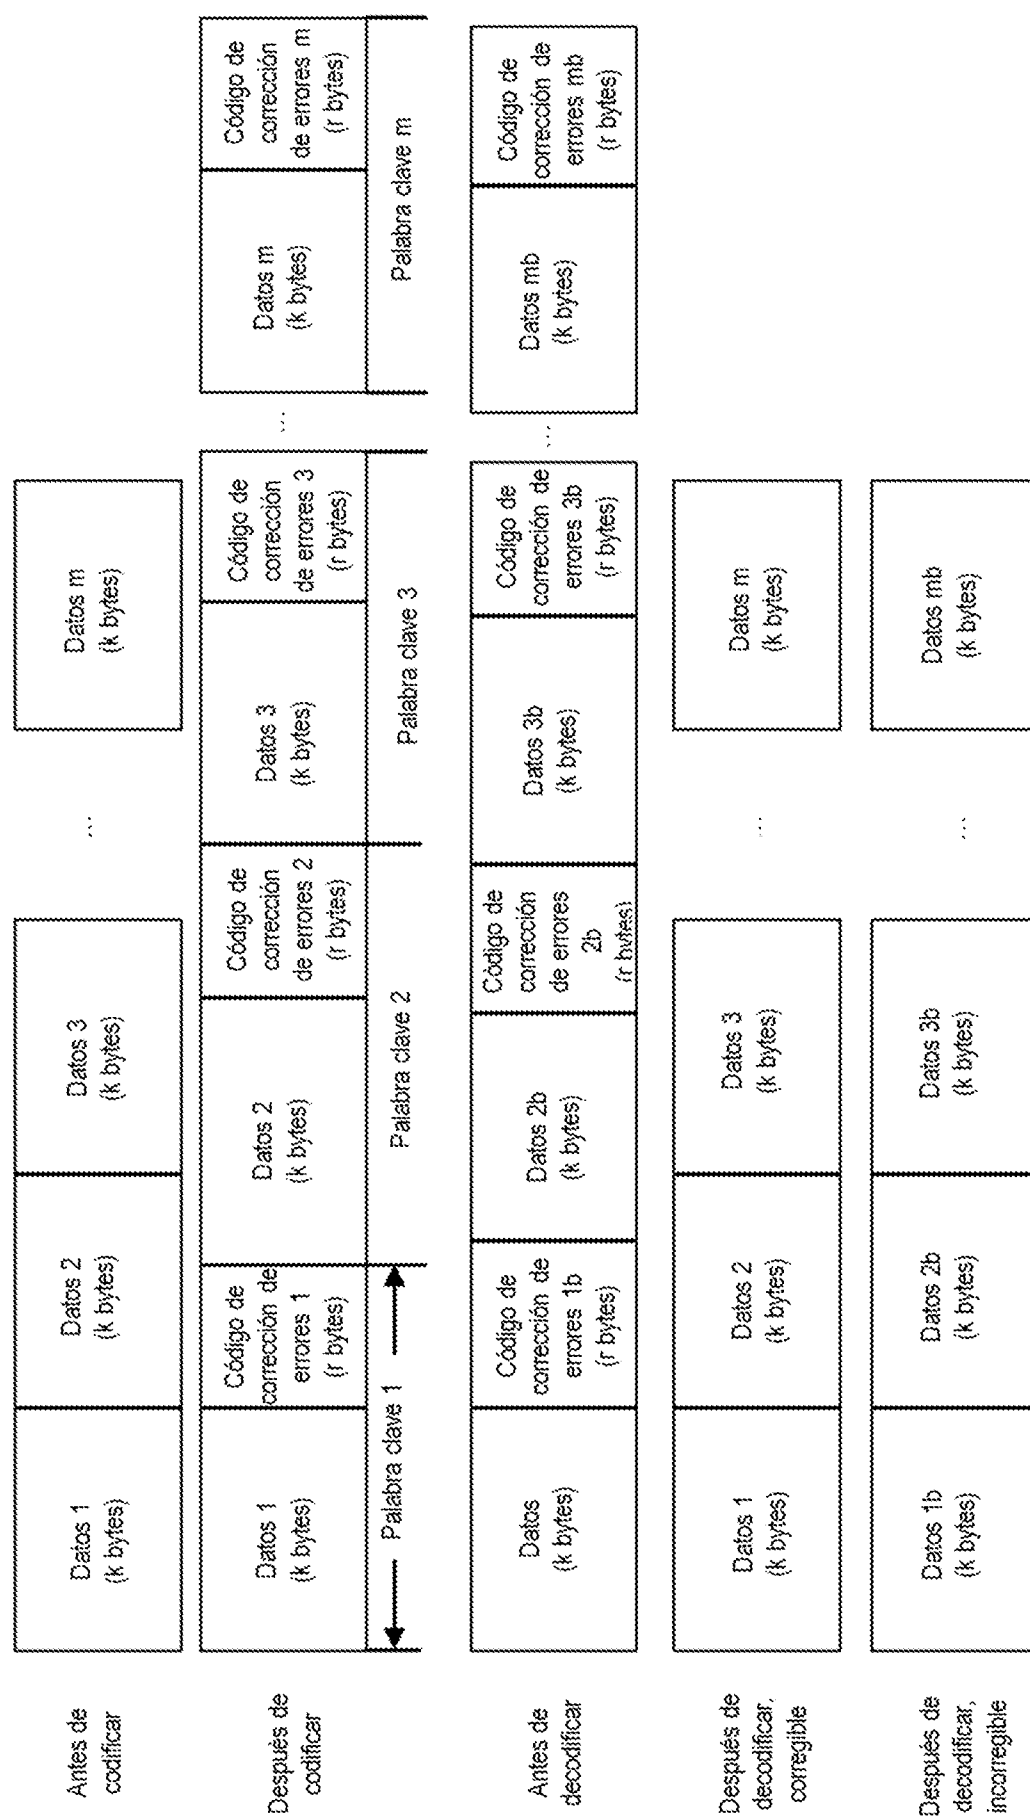 Antes de
codificar
Datos 1
(k bytes)
Datos 2
(k bytes)
Datos 3
(k bytes)
...
Datos m
(k bytes)
Después de
codificar
Datos 1
(k bytes)
Código de
corrección de
errores 1
(r bytes)
Datos 2
(k bytes)
Código de
corrección
de errores 2
(r bytes)
Datos 3
(k bytes)
Código de
corrección
de errores 3
(r bytes)
...
Datos m
(k bytes)
Código de
corrección
de errores m
(r bytes)
Palabra clave 1
Palabra clave 2
Palabra clave 3
Palabra clave m
Antes de
decodificar
Datos
(k bytes)
Código de
corrección de
errores 1b
(r bytes)
Datos 2b
(k bytes)
Código de
corrección
de errores
2b
(r bytes)
Datos 3b
(k bytes)
Código de
corrección de
errores 3b
(r bytes)
...
Datos mb
(k bytes)
Código de
corrección de
errores mb
(r bytes)
Después de
decodificar,
corregible
Datos 1
(k bytes)
Datos 2
(k bytes)
Datos 3
(k bytes)
...
Datos m
(k bytes)
Después de
decodificar,
incorregible
Datos 1b
(k bytes)
Datos 2b
(k bytes)
Datos 3b
(k bytes)
...
Datos mb
(k bytes)